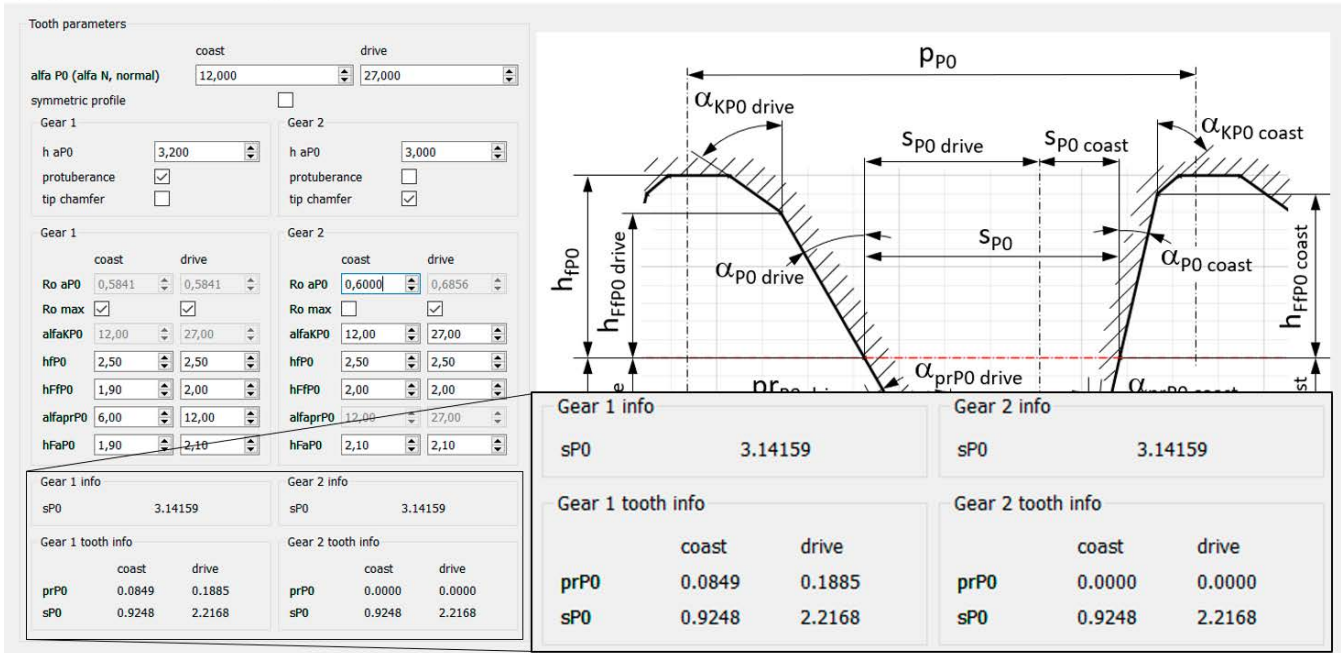 Tooth parameters
coast drive
alfa P0 (alfa N, normal) 12,000 27,000
symmetric profile
Gear 1 Gear 2
h aP0 3,200 h aP0 3,000
protuberance protuberance
tip chamfer tip chamfer
Gear 1 Gear 2
coast drive coast drive
Ro aP0 0,5841 0,5841 Ro aP0 0,6000 0,6856
Ro max Ro max
alfaKP0 12,00 27,00 alfaKP0 12,00 27,00
hfP0 2,50 2,50 hfP0 2,50 2,50
hFfP0 1,90 2,00 hFfP0 2,00 2,00
alfaprP0 6,00 12,00 alfaprP0 12,00 27,00
hFaP0 1,90 2,10 hFaP0 2,10 2,10
Gear 1 info Gear 2 info
sP0 3.14159 sP0 3.14159
Gear 1 tooth info Gear 2 tooth info
coast drive coast drive
prP0 0.0849 0.1885 prP0 0.0000 0.0000
sP0 0.9248 2.2168 sP0 0.9248 2.2168
pP0
αKP0 drive αKP0 coast
sP0 drive sP0 coast
hfP0 hFfP0 drive sP0 hFfP0 coast
αP0 drive αP0 coast
αprP0 drive
Gear 1 info Gear 2 info
sP0 3.14159 sP0 3.14159
Gear 1 tooth info Gear 2 tooth info
coast drive coast drive
prP0 0.0849 0.1885 prP0 0.0000 0.0000
sP0 0.9248 2.2168 sP0 0.9248 2.2168